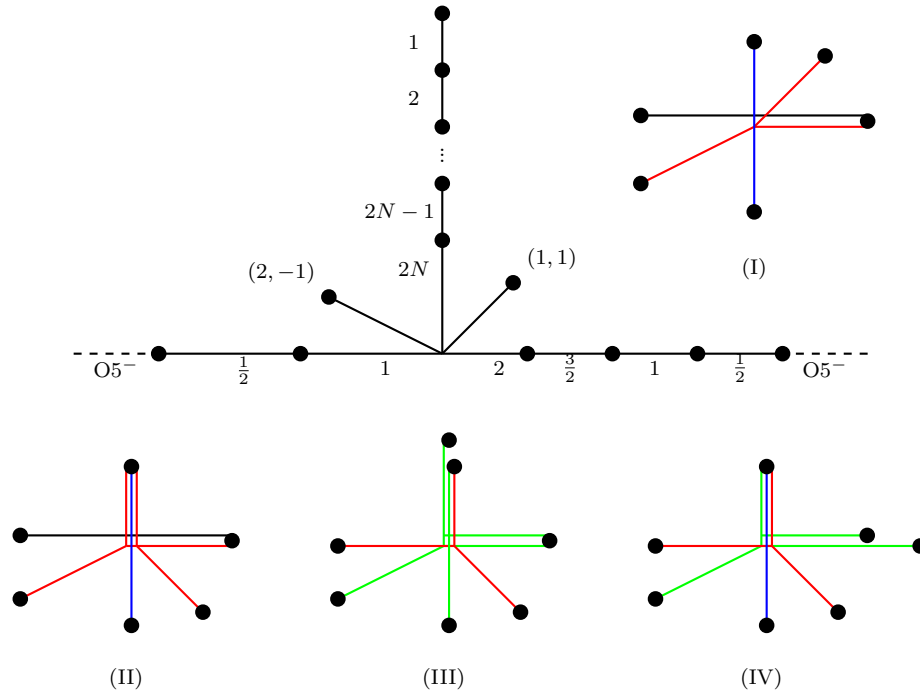 1
2
...
2N − 1
2N
(2, −1)
(1, 1)
(I)
O5⁻
1/2
1
2
3/2
1
1/2
O5⁻
(II)
(III)
(IV)